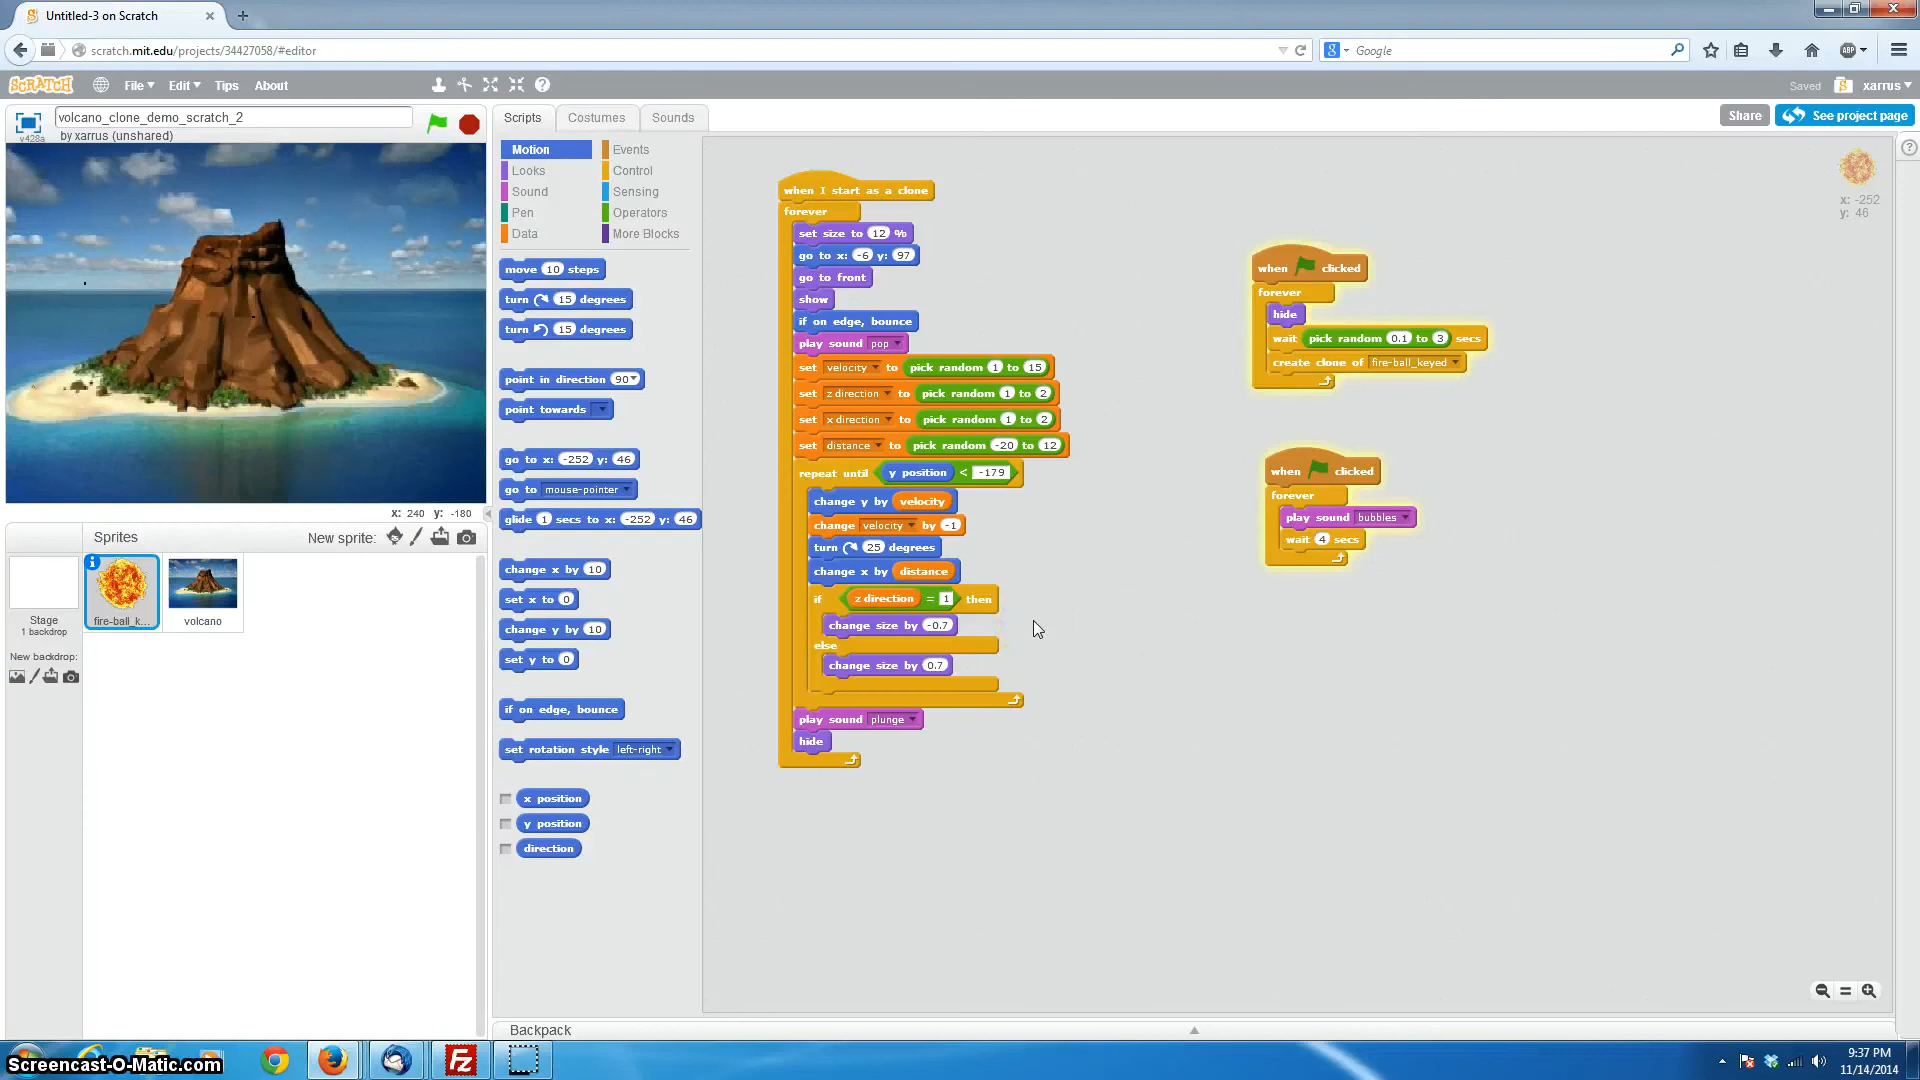 Untitled-3 on Scratch
scratch.mit.edu/projects/34427058/#editor
Google
ABP
SCRATCH
File
Edit
Tips
About
Saved
xarrus
volcano_clone_demo_scratch_2
by xarrus (unshared)
v428a
Scripts
Costumes
Sounds
Share
See project page
Motion
Looks
Sound
Pen
Data
Events
Control
Sensing
Operators
More Blocks
move 10 steps
turn 15 degrees
turn 15 degrees
point in direction 90
point towards
go to x: -252 y: 46
go to mouse-pointer
glide 1 secs to x: -252 y: 46
change x by 10
set x to 0
change y by 10
set y to 0
if on edge, bounce
set rotation style left-right
x position
y position
direction
when I start as a clone
forever
set size to 12 %
go to x: -6 y: 97
go to front
show
if on edge, bounce
play sound pop
set velocity to pick random 1 to 15
set z direction to pick random 1 to 2
set x direction to pick random 1 to 2
set distance to pick random -20 to 12
repeat until y position < -179
change y by velocity
change velocity by -1
turn 25 degrees
change x by distance
if z direction = 1 then
change size by -0.7
else
change size by 0.7
play sound plunge
hide
when clicked
forever
hide
wait pick random 0.1 to 3 secs
create clone of fire-ball_keyed
when clicked
forever
play sound bubbles
wait 4 secs
x: -252
y: 46
x: 240 y: -180
Sprites
New sprite:
Stage
1 backdrop
New backdrop:
fire-ball_k...
volcano
Backpack
Screencast-O-Matic.com
9:37 PM
11/14/2014